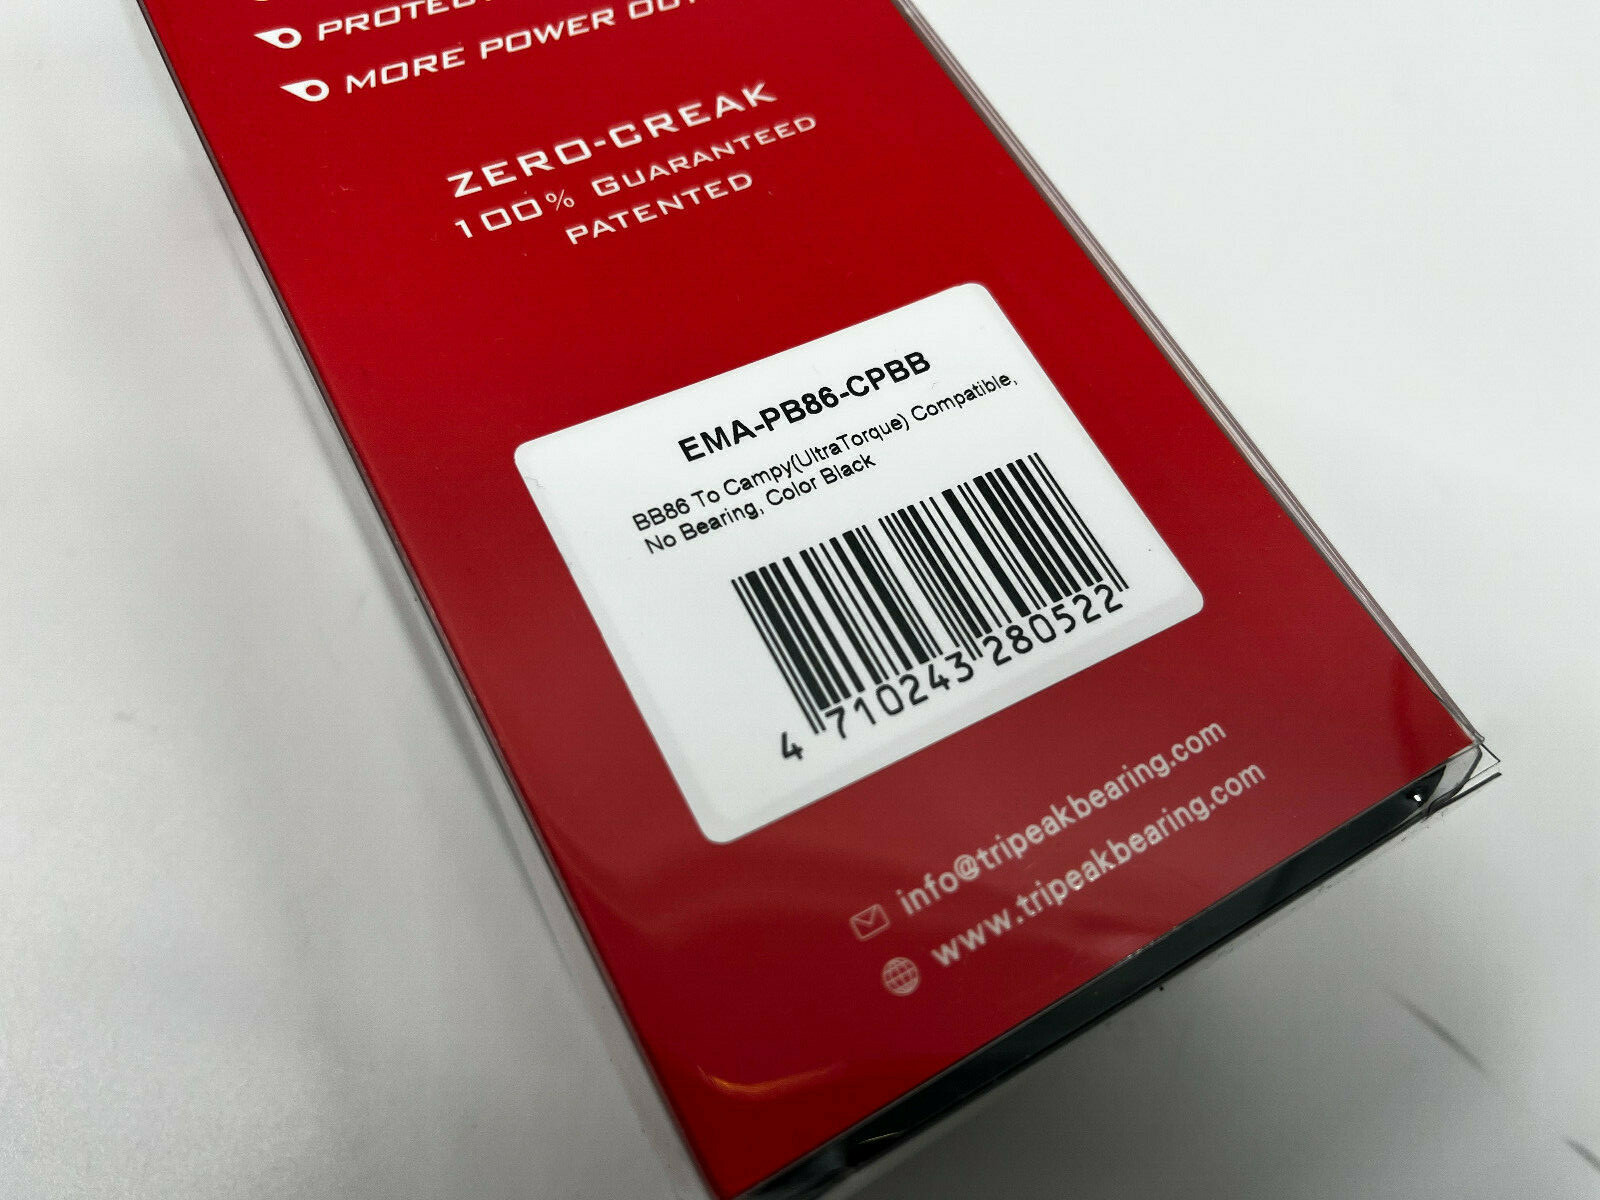 MORE POWER
ZERO-CREAK
100% GUARANTEED
PATENTED
EMA-PB86-CPBB
BB86 To Campy(UltraTorque) Compatible,
No Bearing, Color Black
4 710243 280522
info@tripeakbearing.com
www.tripeakbearing.com